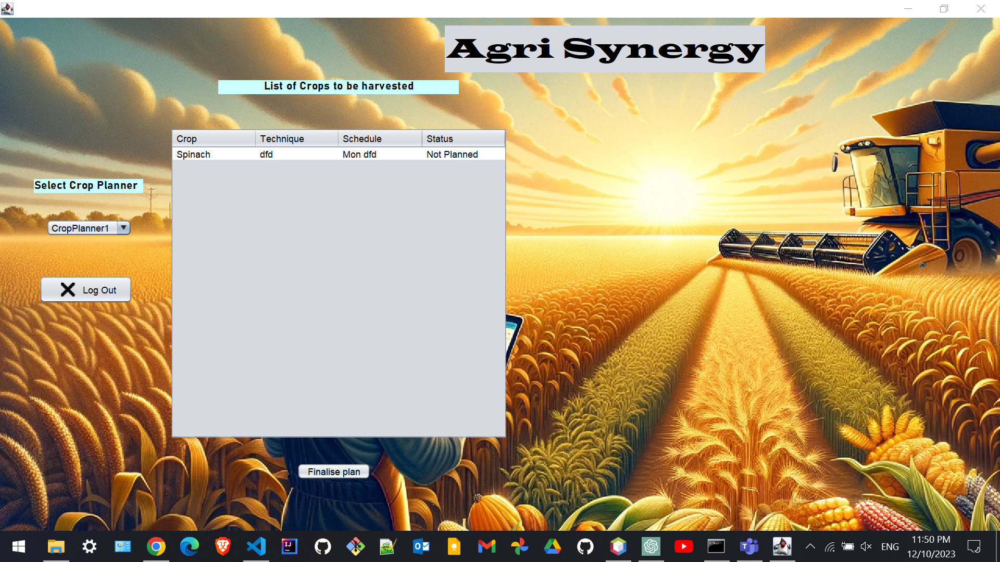 Agri Synergy
List of Crops to be harvested
Crop Technique Schedule Status
Spinach dfd Mon dfd Not Planned
Select Crop Planner
CropPlanner1
Log Out
Finalise plan
ENG
11:50 PM
12/10/2023